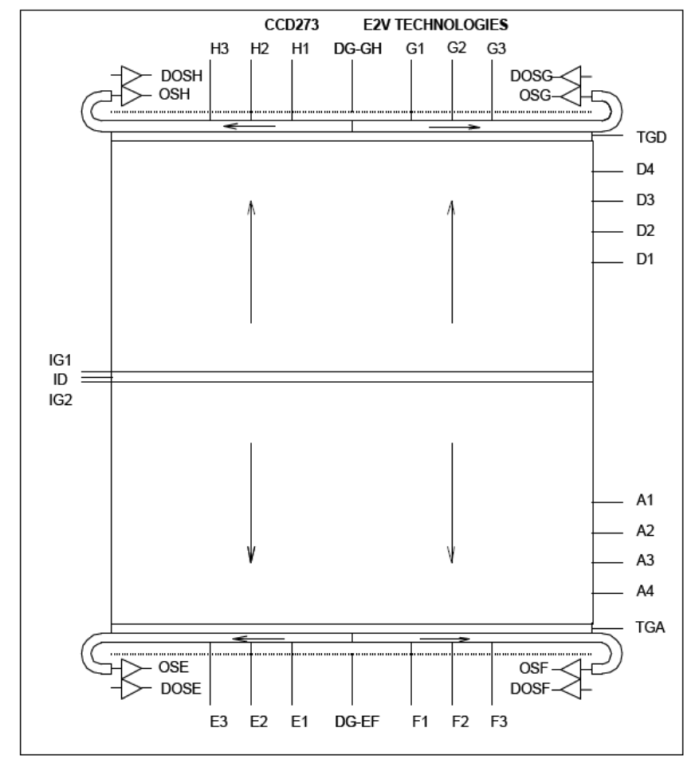 CCD273 E2V TECHNOLOGIES
H3 H2 H1 DG-GH G1 G2 G3
DOSH DOSG
OSH OSG
TGD
D4
D3
D2
D1
IG1
ID
IG2
A1
A2
A3
A4
TGA
OSE OSF
DOSE DOSF
E3 E2 E1 DG-EF F1 F2 F3